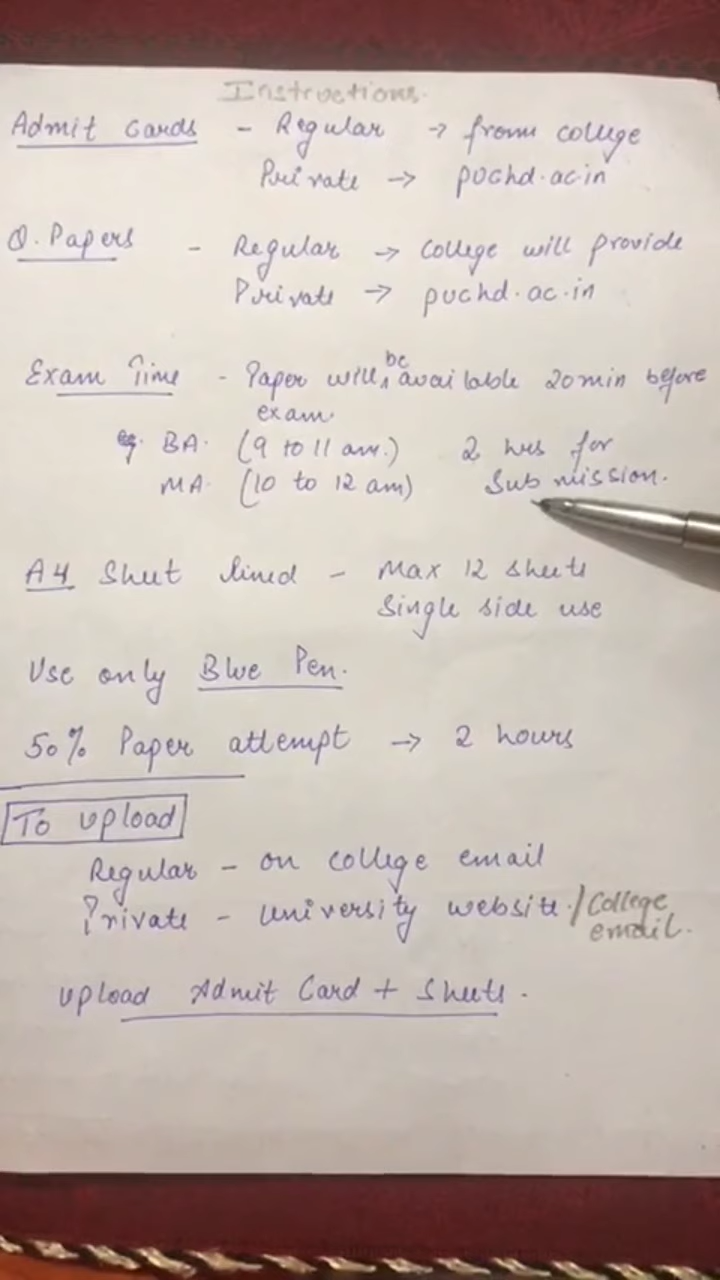 Instructions.
Admit Cards - Regular → from college
Private → puchd.ac.in
Q. Papers - Regular → College will provide
Private → puchd.ac.in
Exam Time - Paper will be available 20 min before
exam.
eg. BA. (9 to 11 am.) 2 hrs for
MA. (10 to 12 am) Submission.
A4 Sheet lined - Max 12 sheets
Single side use
Use only Blue Pen.
50% Paper attempt → 2 hours
To upload
Regular - on college email
Private - University website./College
email.
upload Admit Card + Sheets.